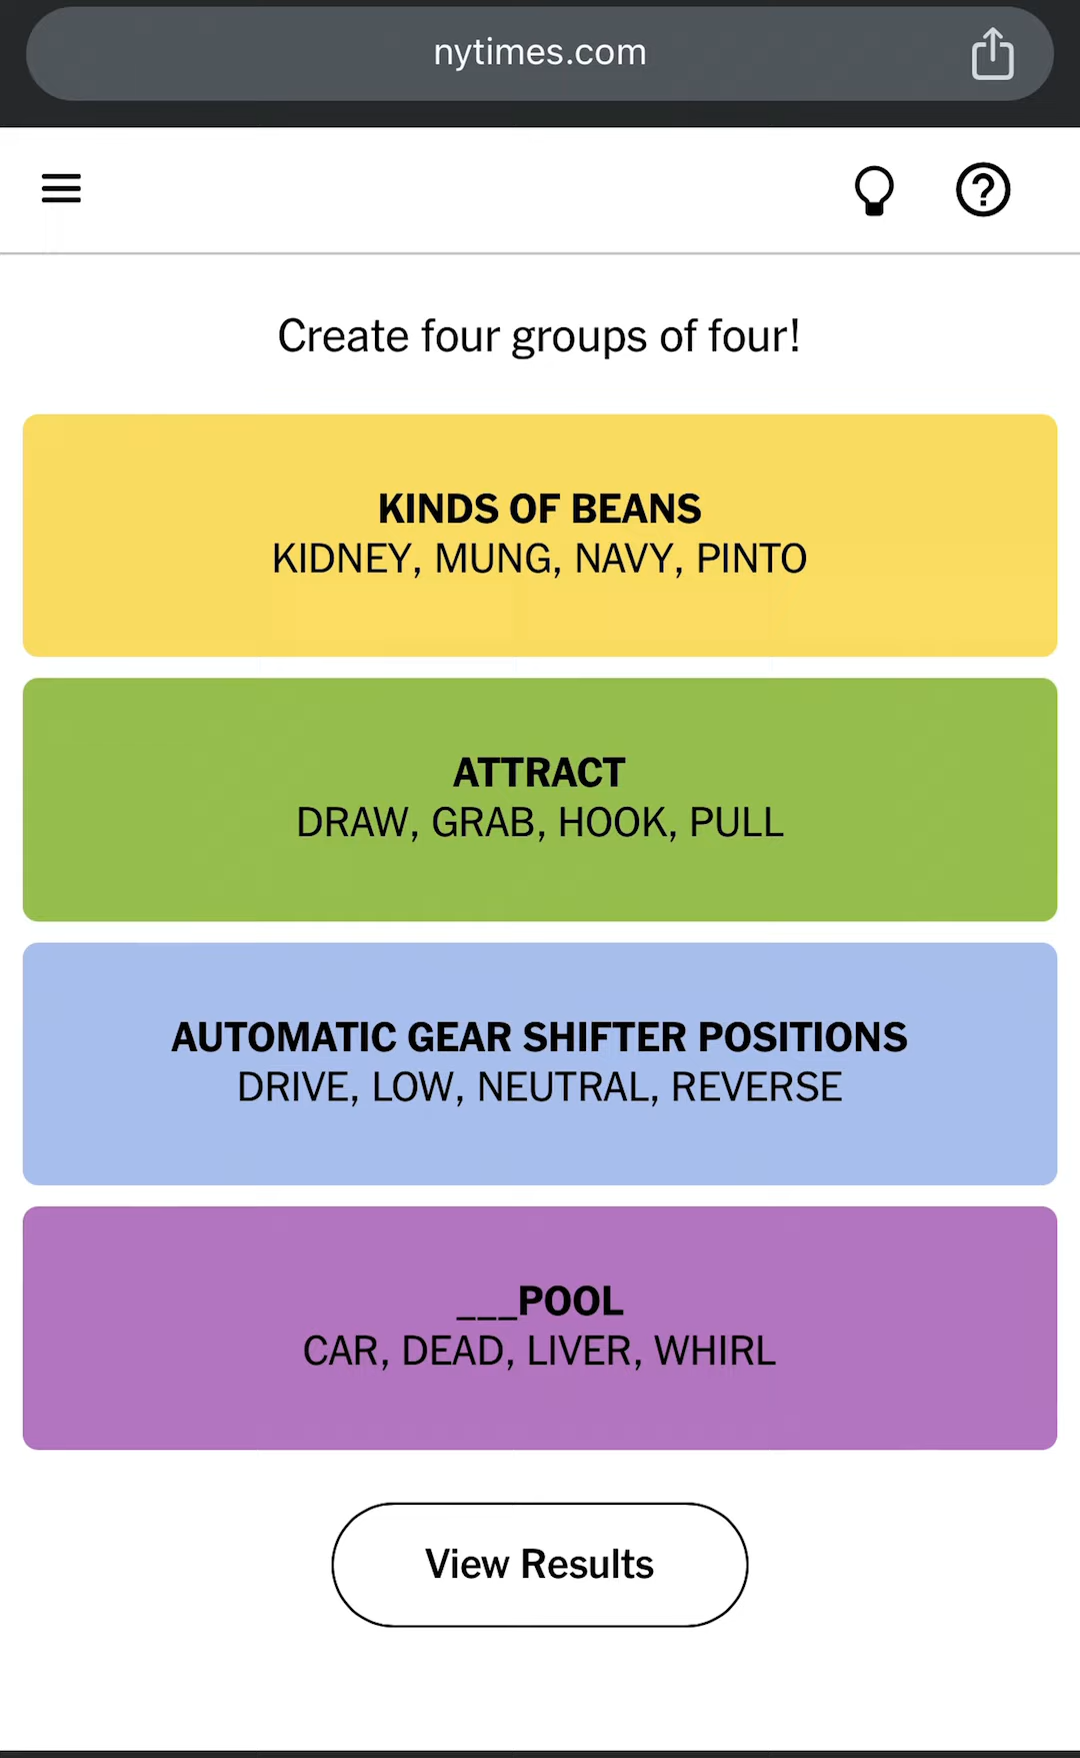 nytimes.com
Create four groups of four!
KINDS OF BEANS
KIDNEY, MUNG, NAVY, PINTO
ATTRACT
DRAW, GRAB, HOOK, PULL
AUTOMATIC GEAR SHIFTER POSITIONS
DRIVE, LOW, NEUTRAL, REVERSE
___POOL
CAR, DEAD, LIVER, WHIRL
View Results